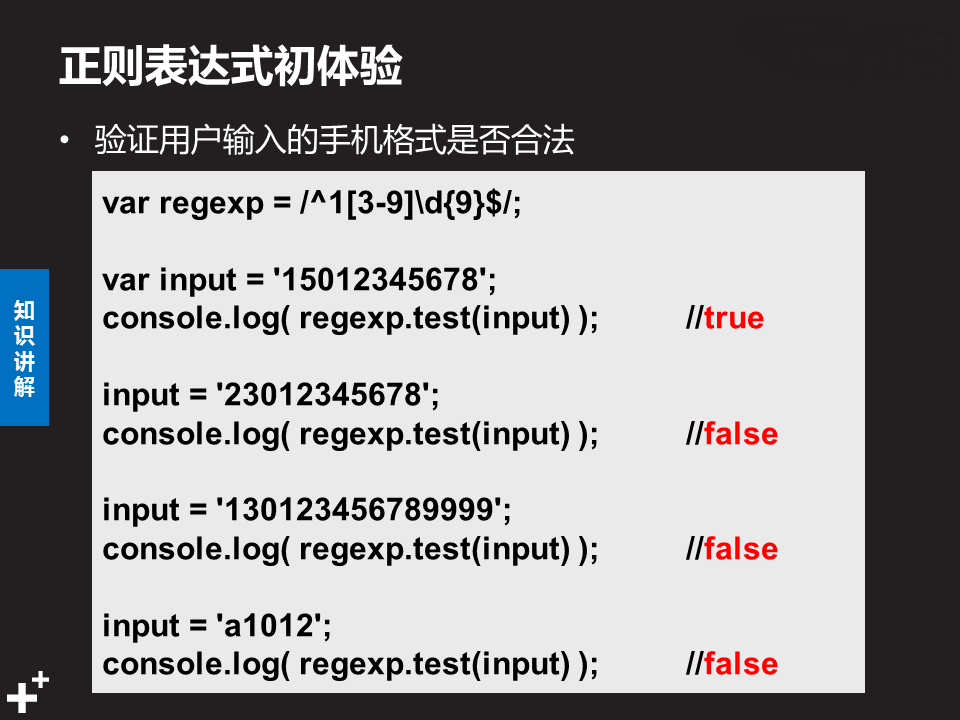 正则表达式初体验
• 验证用户输入的手机格式是否合法
var regexp = /^1[3-9]\d{9}$/;
var input = '15012345678';
console.log( regexp.test(input) ); //true
input = '23012345678';
console.log( regexp.test(input) ); //false
input = '130123456789999';
console.log( regexp.test(input) ); //false
input = 'a1012';
console.log( regexp.test(input) ); //false
知
识
讲
解